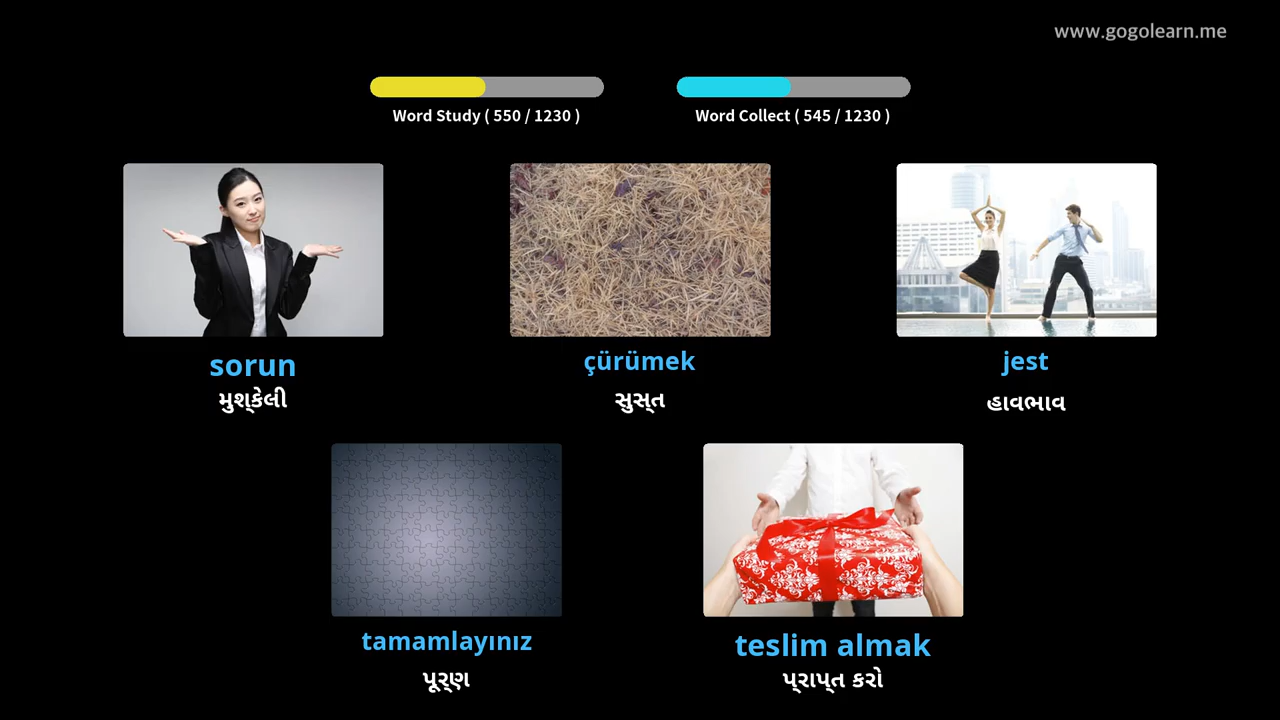 www.gogolearn.me
Word Study ( 550 / 1230 )
Word Collect ( 545 / 1230 )
sorun
મુશ્કેલી
çürümek
સુસ્ત
jest
હાવભાવ
tamamlayınız
પૂર્ણ
teslim almak
પ્રાપ્ત કરો